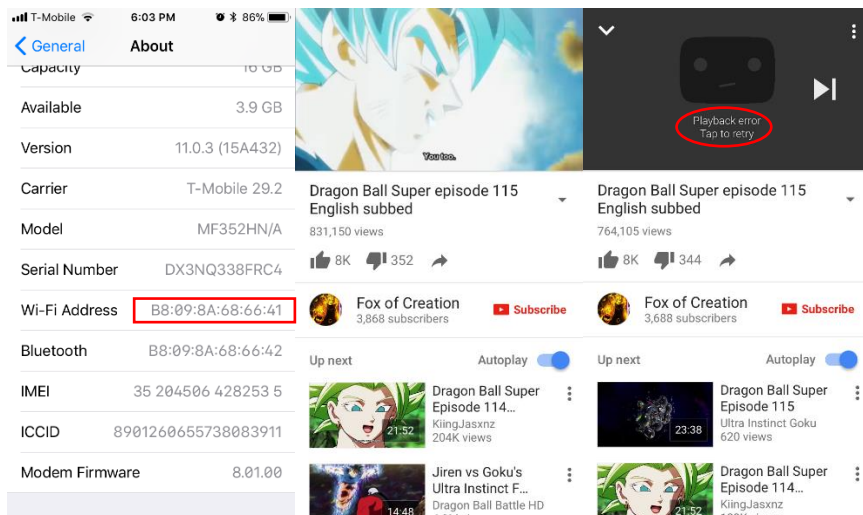 T-Mobile 6:03 PM 86%
General About
Capacity 16 GB
Available 3.9 GB
Version 11.0.3 (15A432)
Carrier T-Mobile 29.2
Model MF352HN/A
Serial Number DX3NQ338FRC4
Wi-Fi Address B8:09:8A:68:66:41
Bluetooth B8:09:8A:68:66:42
IMEI 35 204506 428253 5
ICCID 8901260655738083911
Modem Firmware 8.01.00
You too.
Dragon Ball Super episode 115
English subbed
831,150 views
8K 352
Fox of Creation
3,868 subscribers
Subscribe
Up next Autoplay
21:52
Dragon Ball Super
Episode 114...
KiingJasxnz
204K views
14:48
Jiren vs Goku's
Ultra Instinct F...
Dragon Ball Battle HD
Playback error
Tap to retry
Dragon Ball Super episode 115
English subbed
764,105 views
8K 344
Fox of Creation
3,688 subscribers
Subscribe
Up next Autoplay
23:38
Dragon Ball Super
Episode 115
Ultra Instinct Goku
620 views
21:52
Dragon Ball Super
Episode 114...
KiingJasxnz